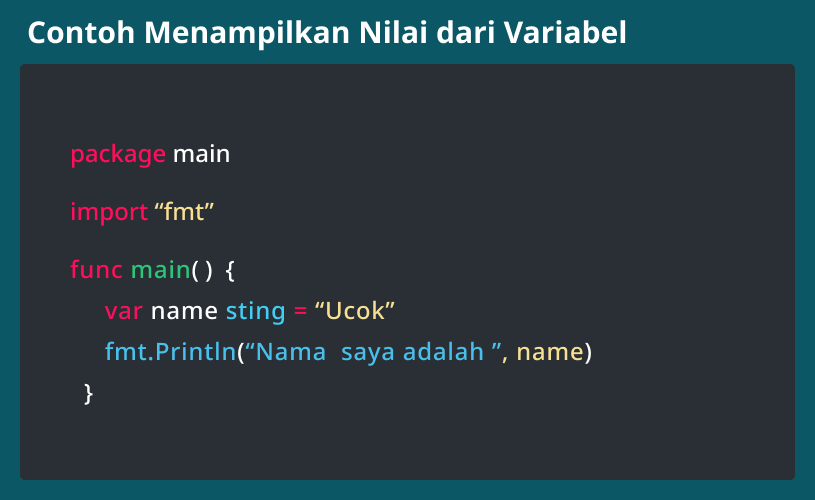 Contoh Menampilkan Nilai dari Variabel
package main
import “fmt”
func main( ) {
var name sting = “Ucok”
fmt.Println(“Nama  saya adalah ”, name)
}